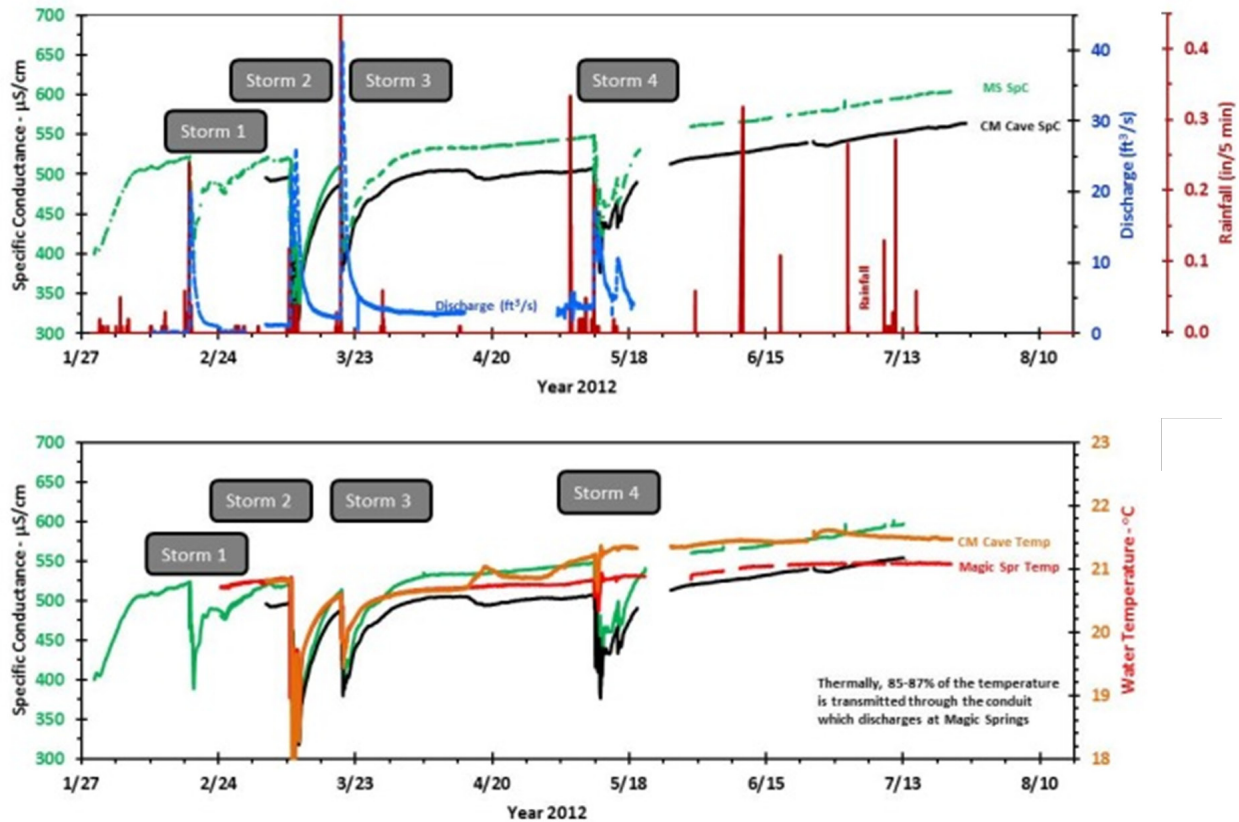 700
650
600
550
500
450
400
350
300
Specific Conductance - µS/cm
Storm 1
Storm 2
Storm 3
Storm 4
MS SpC
CM Cave SpC
Discharge (ft³/s)
Rainfall
40
30
20
10
0
Discharge (ft³/s)
0.4
0.3
0.2
0.1
0.0
Rainfall (in/5 min)
1/27 2/24 3/23 4/20 5/18 6/15 7/13 8/10
Year 2012
700
650
600
550
500
450
400
350
300
Specific Conductance - µS/cm
Storm 1
Storm 2
Storm 3
Storm 4
CM Cave Temp
Magic Spr Temp
Thermally, 85-87% of the temperature
is transmitted through the conduit
which discharges at Magic Springs
23
22
21
20
19
18
Water Temperature - °C
1/27 2/24 3/23 4/20 5/18 6/15 7/13 8/10
Year 2012